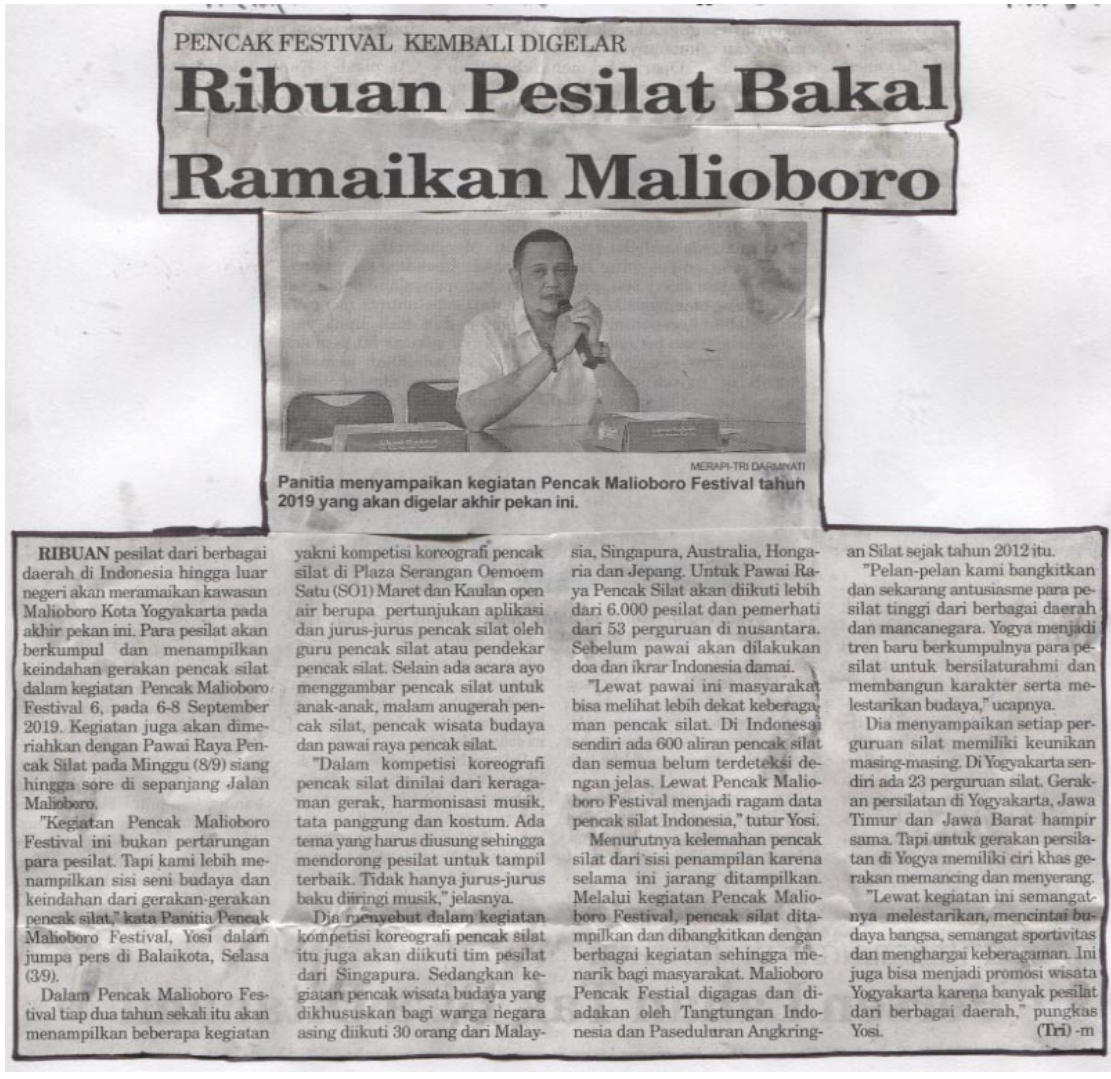 PENCAK FESTIVAL KEMBALI DIGELAR
Ribuan Pesilat Bakal
Ramaikan Malioboro
MERAPI-TRI DARMIYATI
Panitia menyampaikan kegiatan Pencak Malioboro Festival tahun
2019 yang akan digelar akhir pekan ini.
RIBUAN pesilat dari berbagai
daerah di Indonesia hingga luar
negeri akan meramaikan kawasan
Malioboro Kota Yogyakarta pada
akhir pekan ini. Para pesilat akan
berkumpul dan menampilkan
keindahan gerakan pencak silat
dalam kegiatan Pencak Malioboro
Festival 6, pada 6-8 September
2019. Kegiatan juga akan dime-
riahkan dengan Pawai Raya Pen-
cak Silat pada Minggu (8/9) siang
hingga sore di sepanjang Jalan
Malioboro.
"Kegiatan Pencak Malioboro
Festival ini bukan pertarungan
para pesilat. Tapi kami lebih me-
nampilkan sisi seni budaya dan
keindahan dari gerakan-gerakan
pencak silat," kata Panitia Pencak
Malioboro Festival, Yosi dalam
jumpa pers di Balaikota, Selasa
(3/9).
Dalam Pencak Malioboro Fes-
tival tiap dua tahun sekali itu akan
menampilkan beberapa kegiatan
yakni kompetisi koreografi pencak
silat di Plaza Serangan Oemoem
Satu (SO1) Maret dan Kaulan open
air berupa pertunjukan aplikasi
dan jurus-jurus pencak silat oleh
guru pencak silat atau pendekar
pencak silat. Selain ada acara ayo
menggambar pencak silat untuk
anak-anak, malam anugerah pen-
cak silat, pencak wisata budaya
dan pawai raya pencak silat.
"Dalam kompetisi koreografi
pencak silat dinilai dari keraga-
man gerak, harmonisasi musik,
tata panggung dan kostum. Ada
tema yang harus diusung sehingga
mendorong pesilat untuk tampil
terbaik. Tidak hanya jurus-jurus
baku diiringi musik," jelasnya.
Dia menyebut dalam kegiatan
kompetisi koreografi pencak silat
itu juga akan diikuti tim pesilat
dari Singapura. Sedangkan ke-
giatan pencak wisata budaya yang
dikhususkan bagi warga negara
asing diikuti 30 orang dari Malay-
sia, Singapura, Australia, Honga-
ria dan Jepang. Untuk Pawai Ra-
ya Pencak Silat akan diikuti lebih
dari 6.000 pesilat dan pemerhati
dari 53 perguruan di nusantara.
Sebelum pawai akan dilakukan
doa dan ikrar Indonesia damai.
"Lewat pawai ini masyarakat
bisa melihat lebih dekat keberaga-
man pencak silat. Di Indonesai
sendiri ada 600 aliran pencak silat
dan semua belum terdeteksi de-
ngan jelas. Lewat Pencak Malio-
boro Festival menjadi ragam data
pencak silat Indonesia," tutur Yosi.
Menurutnya kelemahan pencak
silat dari sisi penampilan karena
selama ini jarang ditampilkan.
Melalui kegiatan Pencak Malio-
boro Festival, pencak silat dita-
mpilkan dan dibangkitkan dengan
berbagai kegiatan sehingga me-
narik bagi masyarakat. Malioboro
Pencak Festial digagas dan di-
adakan oleh Tangtungan Indo-
nesia dan Paseduluran Angkring-
an Silat sejak tahun 2012 itu.
"Pelan-pelan kami bangkitkan
dan sekarang antusiasme para pe-
silat tinggi dari berbagai daerah
dan mancanegara. Yogya menjadi
tren baru berkumpulnya para pe-
silat untuk bersilaturahmi dan
membangun karakter serta me-
lestarikan budaya," ucapnya.
Dia menyampaikan setiap per-
guruan silat memiliki keunikan
masing-masing. Di Yogyakarta sen-
diri ada 23 perguruan silat. Gerak-
an persilatan di Yogyakarta, Jawa
Timur dan Jawa Barat hampir
sama. Tapi untuk gerakan persila-
tan di Yogya memiliki ciri khas ge-
rakan memancing dan menyerang.
"Lewat kegiatan ini semangat-
nya melestarikan, mencintai bu-
daya bangsa, semangat sportivitas
dan menghargai keberagaman. Ini
juga bisa menjadi promosi wisata
Yogyakarta karena banyak pesilat
dari berbagai daerah," pungkas
Yosi. (Tri) -m